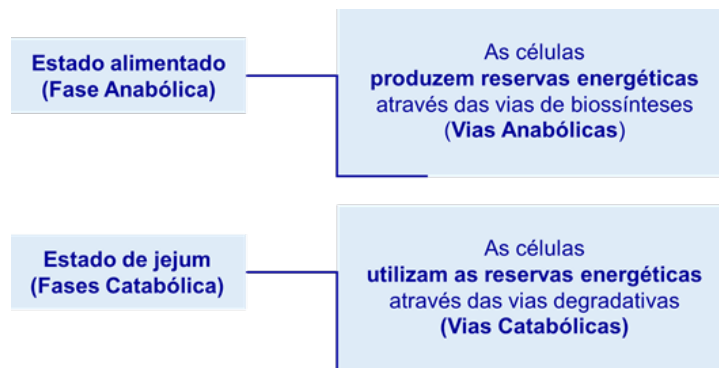 Estado alimentado
(Fase Anabólica)
As células
produzem reservas energéticas
através das vias de biossínteses
(Vias Anabólicas)
Estado de jejum
(Fases Catabólica)
As células
utilizam as reservas energéticas
através das vias degradativas
(Vias Catabólicas)